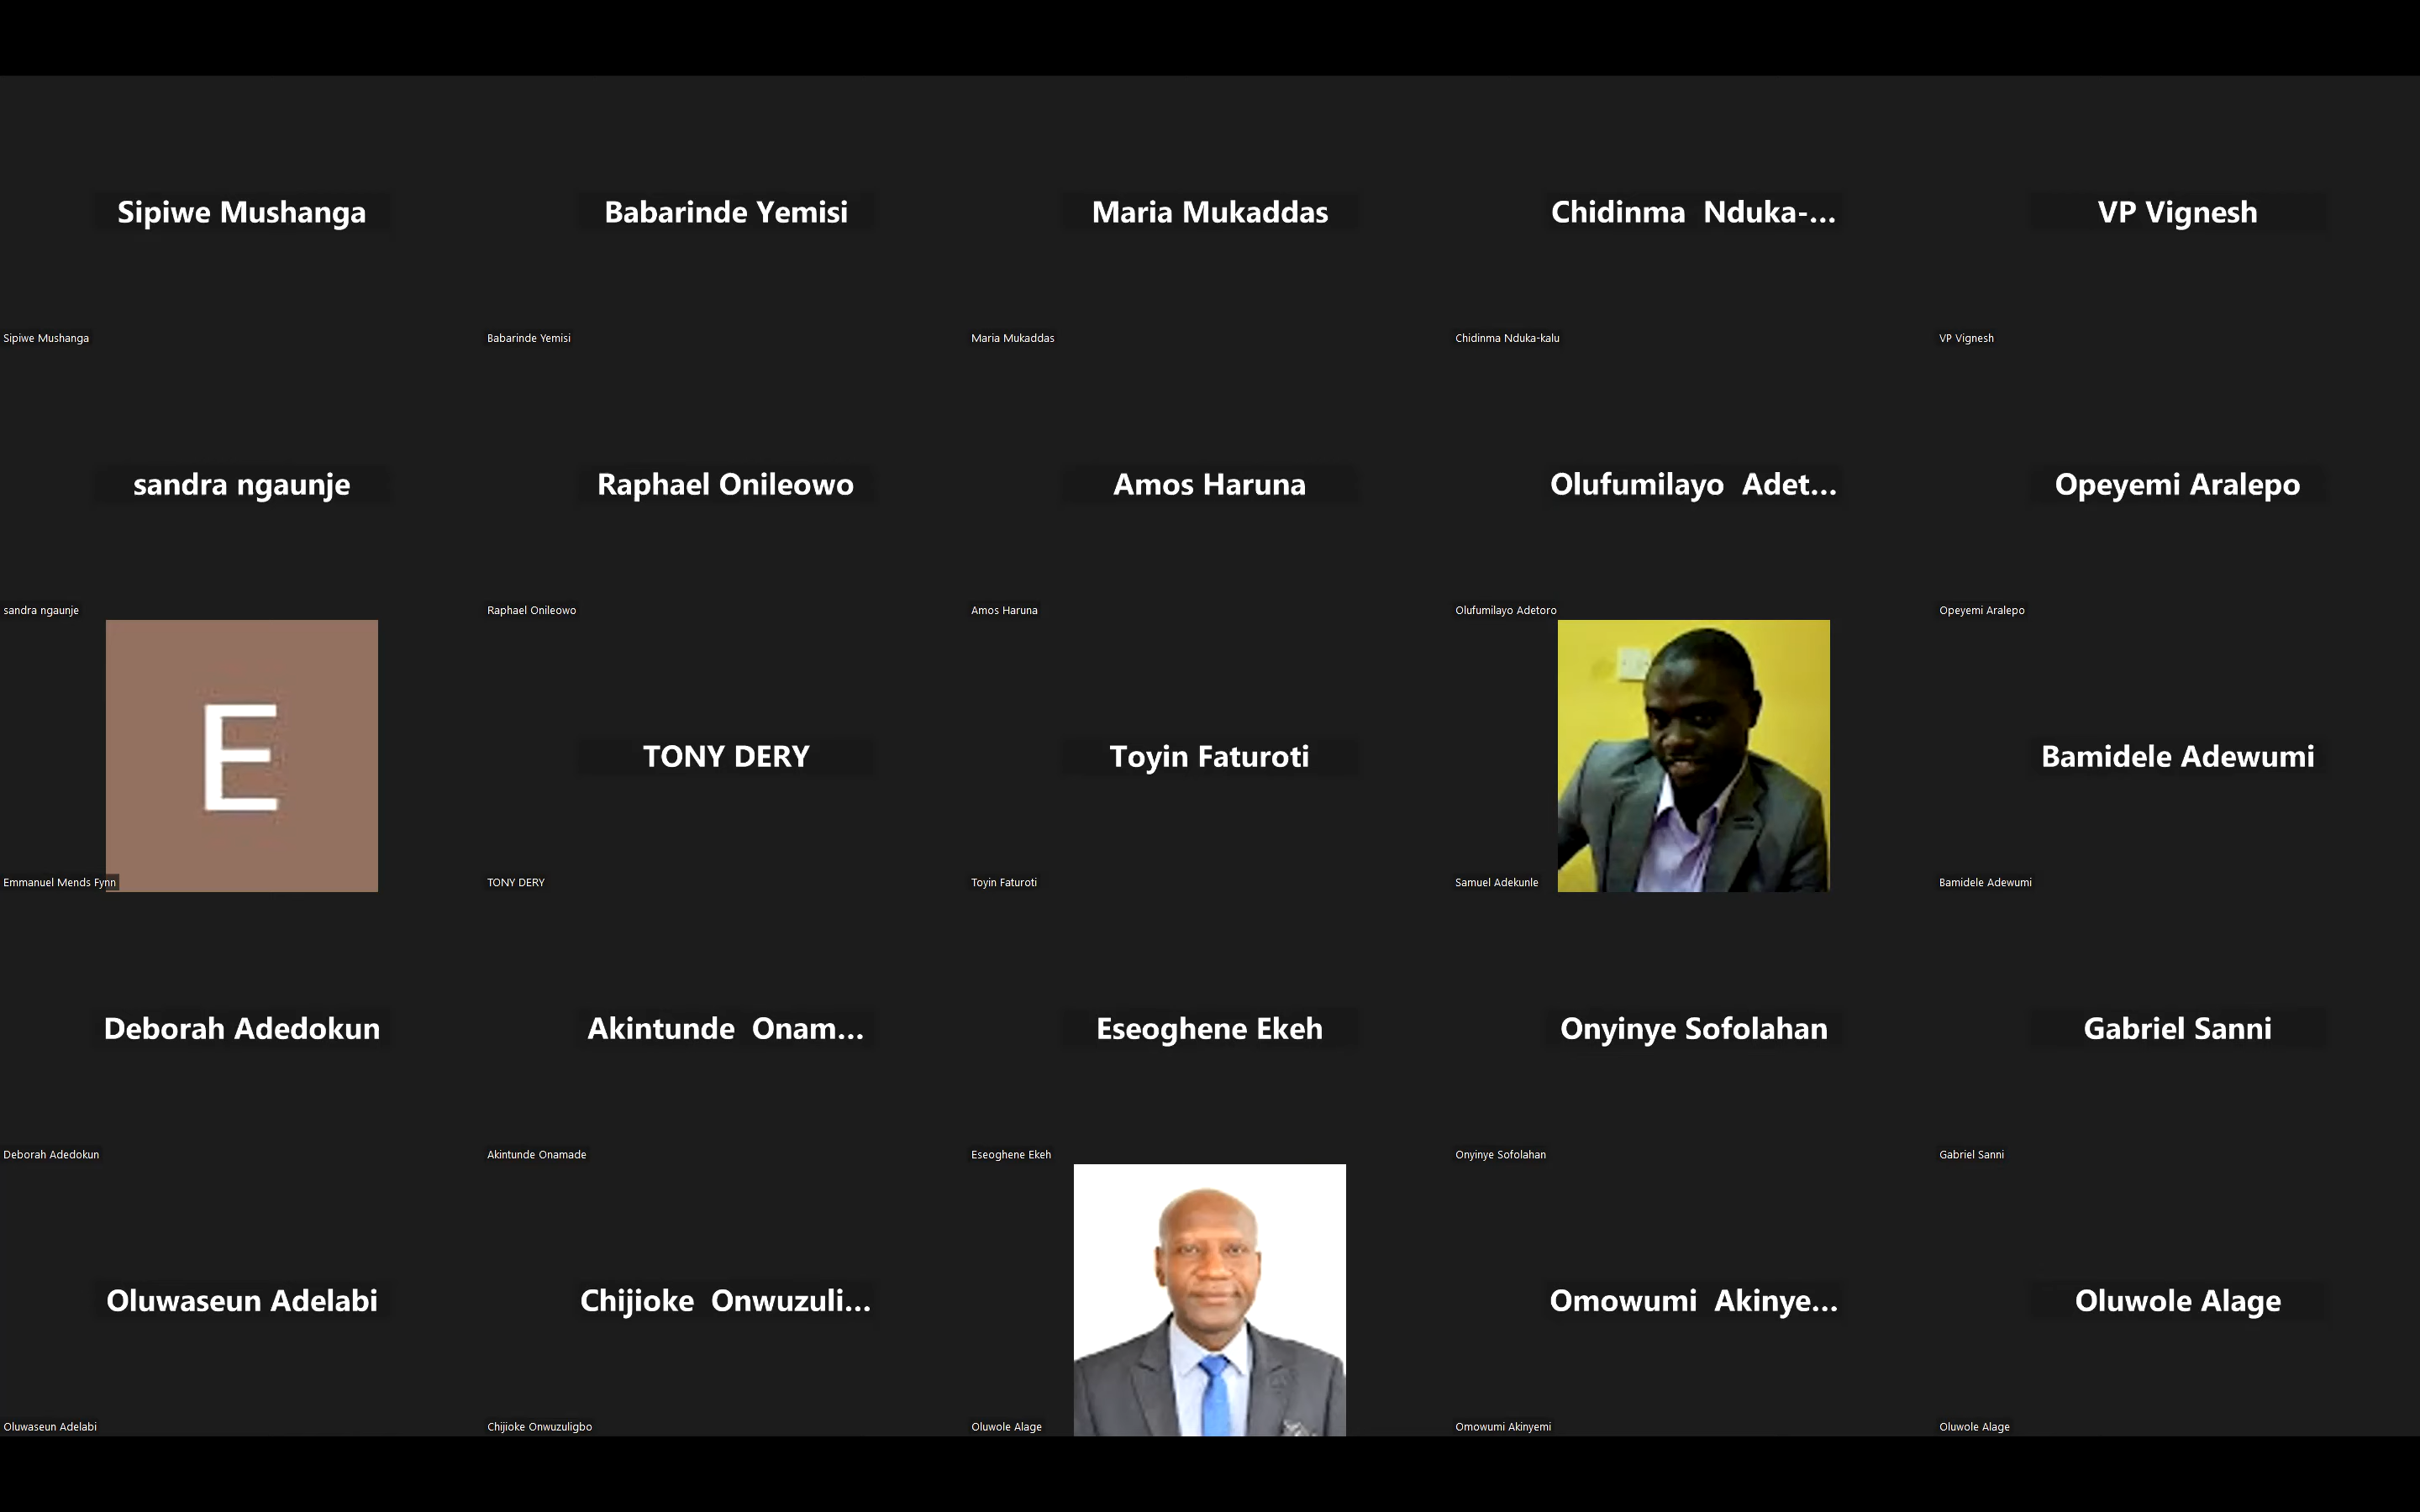 Sipiwe Mushanga
Babarinde Yemisi
Maria Mukaddas
Chidinma  Nduka-...
VP Vignesh
Sipiwe Mushanga
Babarinde Yemisi
Maria Mukaddas
Chidinma Nduka-kalu
VP Vignesh
sandra ngaunje
Raphael Onileowo
Amos Haruna
Olufumilayo  Adet...
Opeyemi Aralepo
sandra ngaunje
Raphael Onileowo
Amos Haruna
Olufumilayo Adetoro
Opeyemi Aralepo
E
TONY DERY
Toyin Faturoti
Bamidele Adewumi
Emmanuel Mends Fynn
TONY DERY
Toyin Faturoti
Samuel Adekunle
Bamidele Adewumi
Deborah Adedokun
Akintunde  Onam...
Eseoghene Ekeh
Onyinye Sofolahan
Gabriel Sanni
Deborah Adedokun
Akintunde Onamade
Eseoghene Ekeh
Onyinye Sofolahan
Gabriel Sanni
Oluwaseun Adelabi
Chijioke  Onwuzuli...
Omowumi  Akinye...
Oluwole Alage
Oluwaseun Adelabi
Chijioke Onwuzuligbo
Oluwole Alage
Omowumi Akinyemi
Oluwole Alage